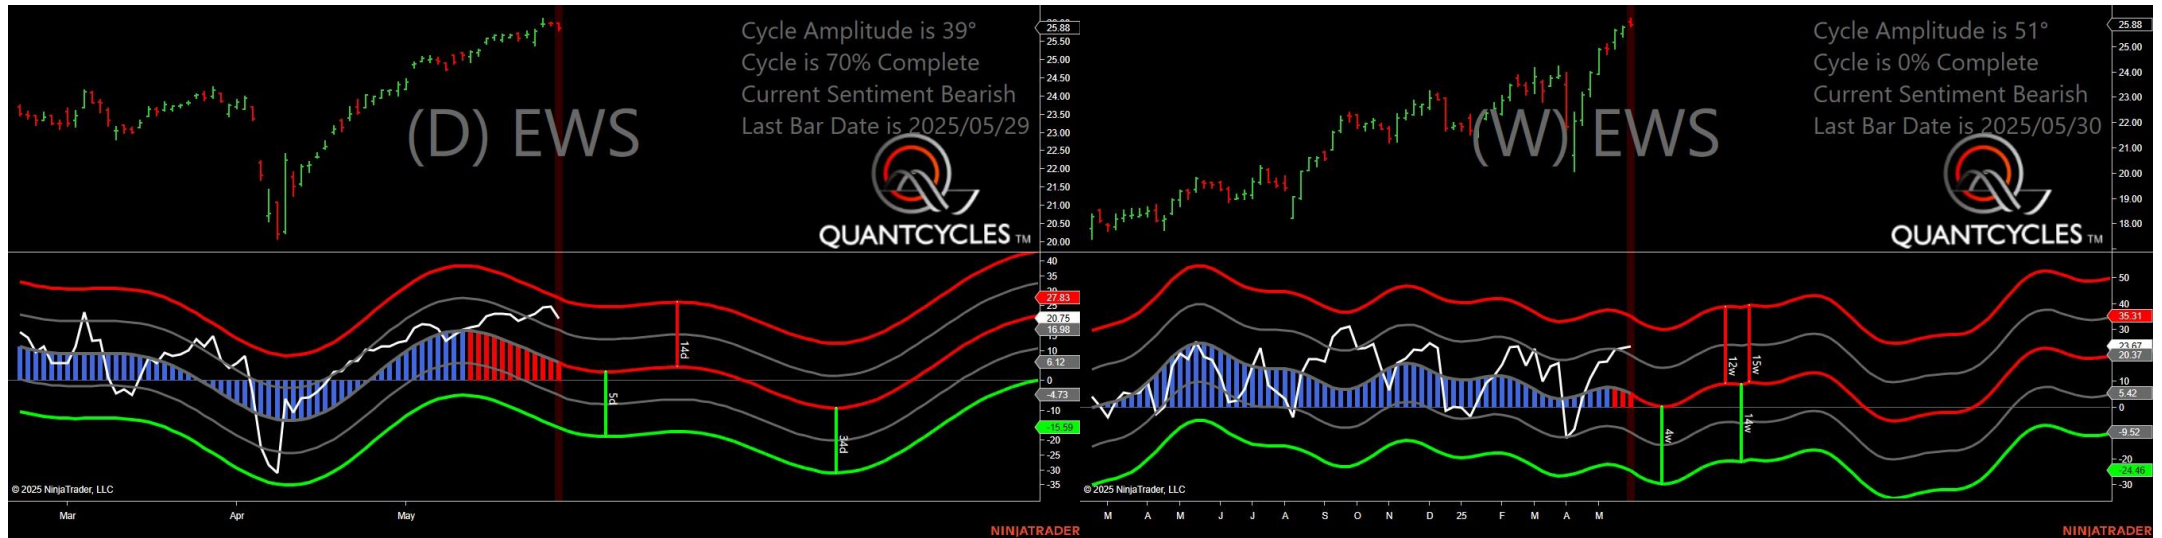 Cycle Amplitude is 39°
Cycle is 70% Complete
Current Sentiment Bearish
Last Bar Date is 2025/05/29
(D) EWS
QUANTCYCLES TM
25.88
25.50
25.00
24.50
24.00
23.50
23.00
22.50
22.00
21.50
21.00
20.50
20.00
40
35
27.83
20.75
16.98
10
6.12
0
-4.73
-10
-15.59
-20
-25
-30
-35
5d
14d
34d
© 2025 NinjaTrader, LLC
Mar
Apr
May
NINJATRADER
Cycle Amplitude is 51°
Cycle is 0% Complete
Current Sentiment Bearish
Last Bar Date is 2025/05/30
(W) EWS
QUANTCYCLES TM
25.88
25.00
24.00
23.00
22.00
21.00
20.00
19.00
18.00
50
40
35.31
30
23.67
20.37
10
5.42
0
-9.52
-20
-24.46
-30
4w
12w
14w
15w
© 2025 NinjaTrader, LLC
M A M J J A S O N D 25 F M A M
NINJATRADER